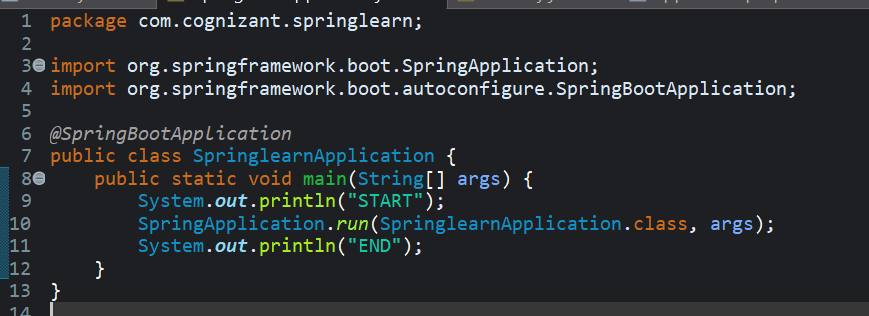 1 package com.cognizant.springlearn;
2
3 import org.springframework.boot.SpringApplication;
4 import org.springframework.boot.autoconfigure.SpringBootApplication;
5
6 @SpringBootApplication
7 public class SpringlearnApplication {
8     public static void main(String[] args) {
9         System.out.println("START");
10         SpringApplication.run(SpringlearnApplication.class, args);
11         System.out.println("END");
12     }
13 }
14